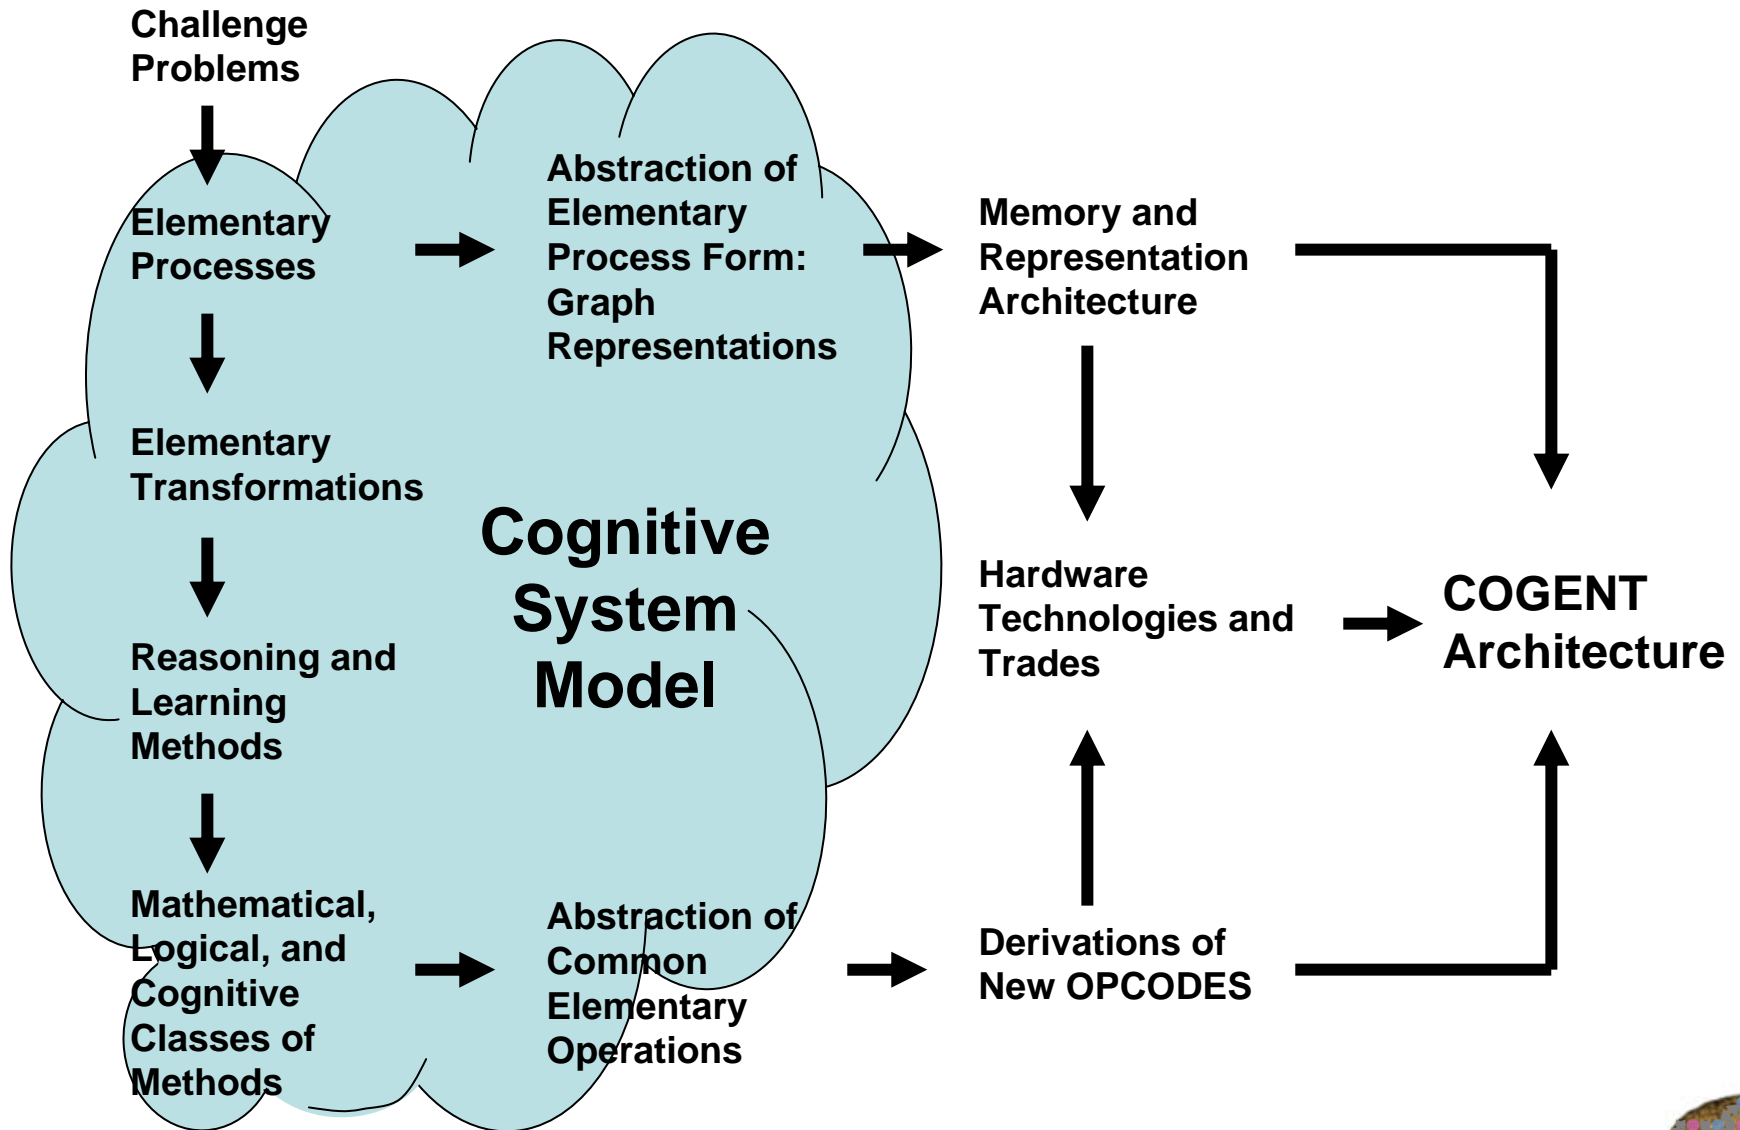 Challenge
Problems
Elementary
Processes
Abstraction of
Elementary
Process Form:
Graph
Representations
Memory and
Representation
Architecture
Elementary
Transformations
Cognitive
System
Model
Hardware
Technologies and
Trades
COGENT
Architecture
Reasoning and
Learning
Methods
Mathematical,
Logical, and
Cognitive
Classes of
Methods
Abstraction of
Common
Elementary
Operations
Derivations of
New OPCODES